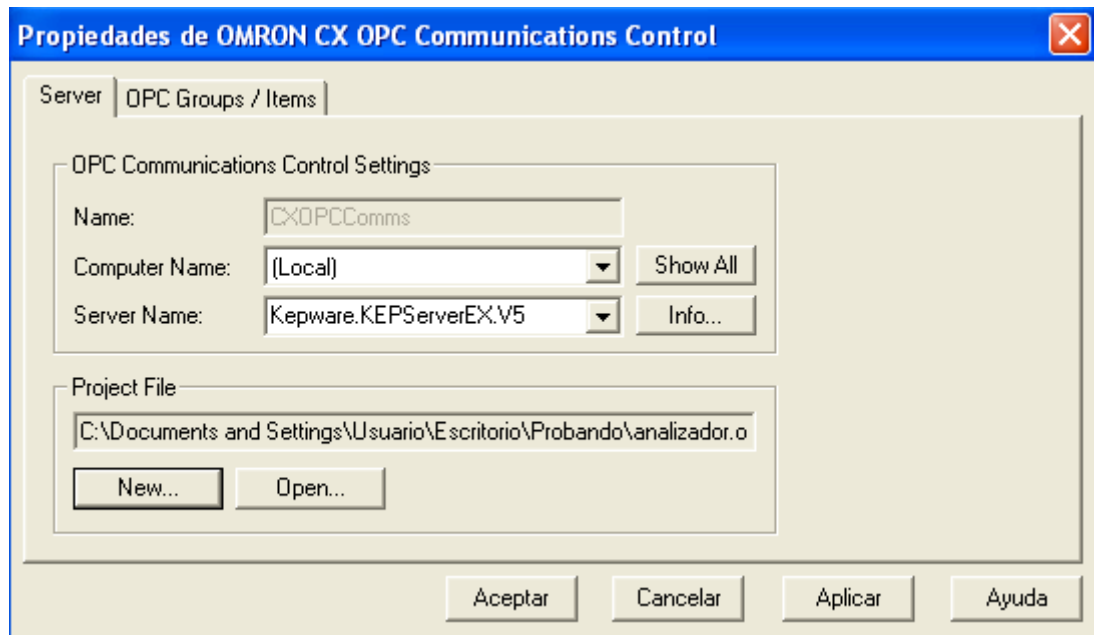 Propiedades de OMRON CX OPC Communications Control
Server OPC Groups / Items
OPC Communications Control Settings
Name: CXOPCComms
Computer Name: (Local) Show All
Server Name: Kepware.KEPServerEX.V5 Info...
Project File
C:\Documents and Settings\Usuario\Escritorio\Probando\analizador.o
New... Open...
Aceptar Cancelar Aplicar Ayuda